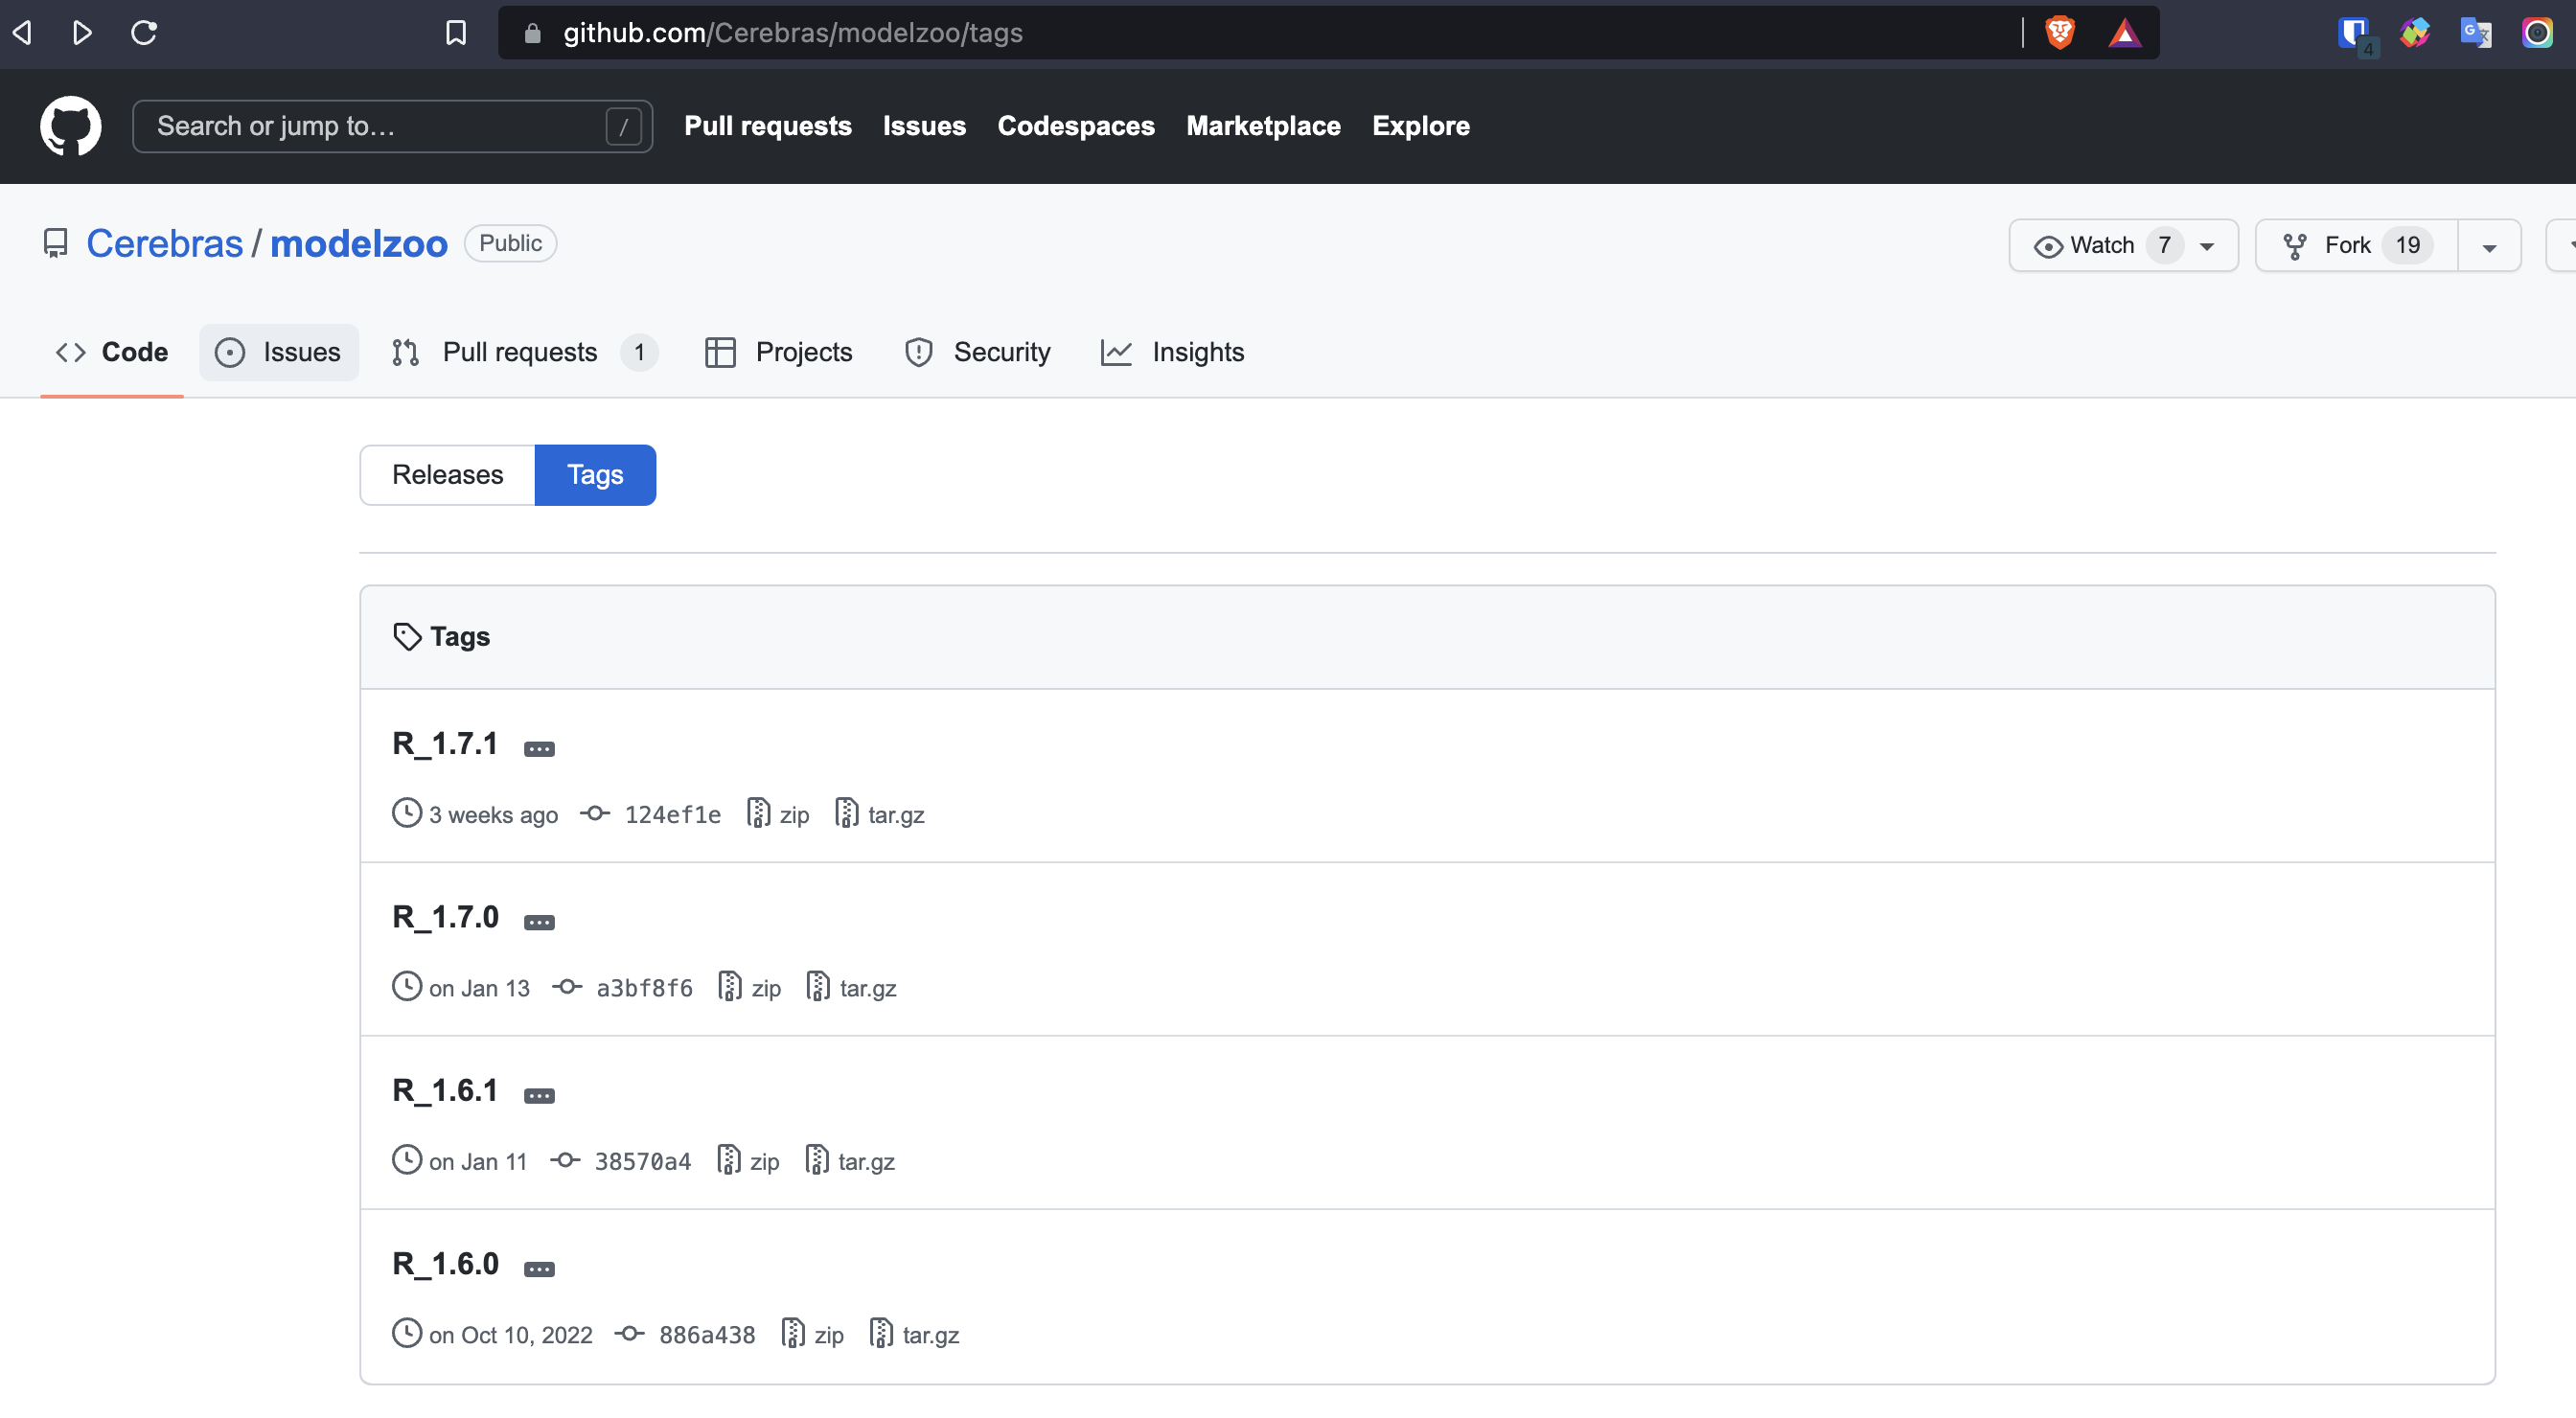 github.com/Cerebras/modelzoo/tags
4
Search or jump to… / Pull requests Issues Codespaces Marketplace Explore
Cerebras / modelzoo Public Watch 7 Fork 19
Code Issues Pull requests 1 Projects Security Insights
Releases Tags
Tags
R_1.7.1
3 weeks ago 124ef1e zip tar.gz
R_1.7.0
on Jan 13 a3bf8f6 zip tar.gz
R_1.6.1
on Jan 11 38570a4 zip tar.gz
R_1.6.0
on Oct 10, 2022 886a438 zip tar.gz